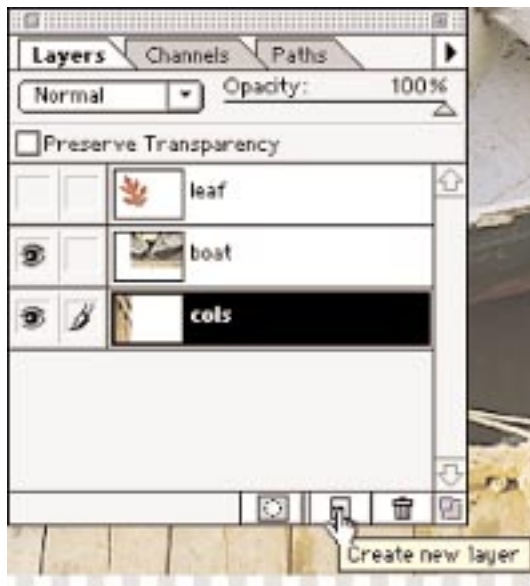 Layers Channels Paths
Normal Opacity: 100%
Preserve Transparency
leaf
boat
cols
Create new layer